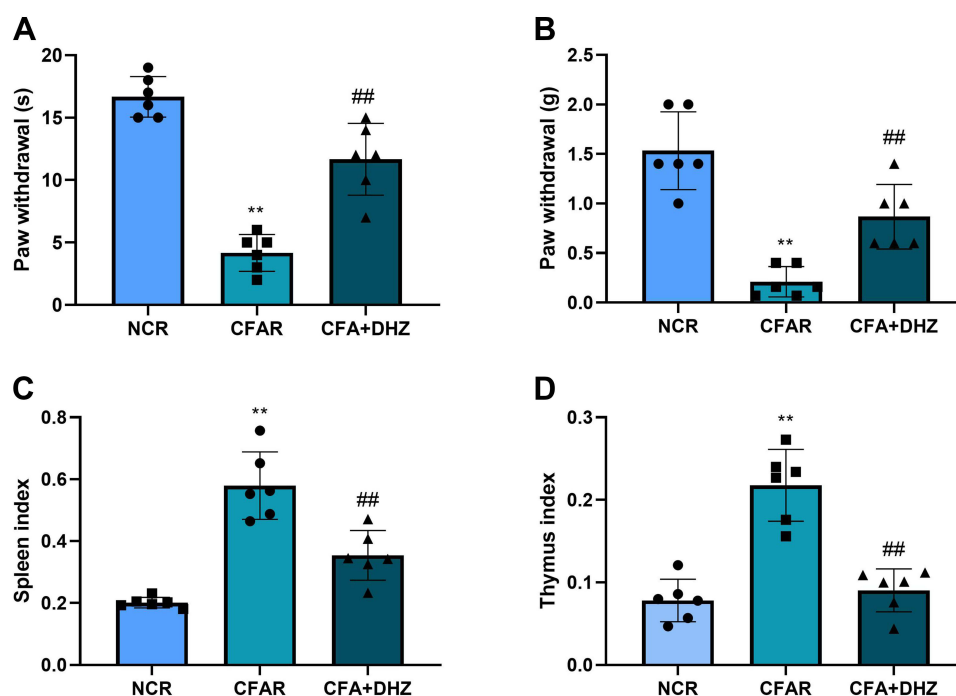 A
Paw withdrawal (s)
20
15
10
5
0
**
##
NCR
CFAR
CFA+DHZ
B
Paw withdrawal (g)
2.5
2.0
1.5
1.0
0.5
0.0
**
##
NCR
CFAR
CFA+DHZ
C
Spleen index
0.8
0.6
0.4
0.2
0.0
**
##
NCR
CFAR
CFA+DHZ
D
Thymus index
0.3
0.2
0.1
0.0
**
##
NCR
CFAR
CFA+DHZ